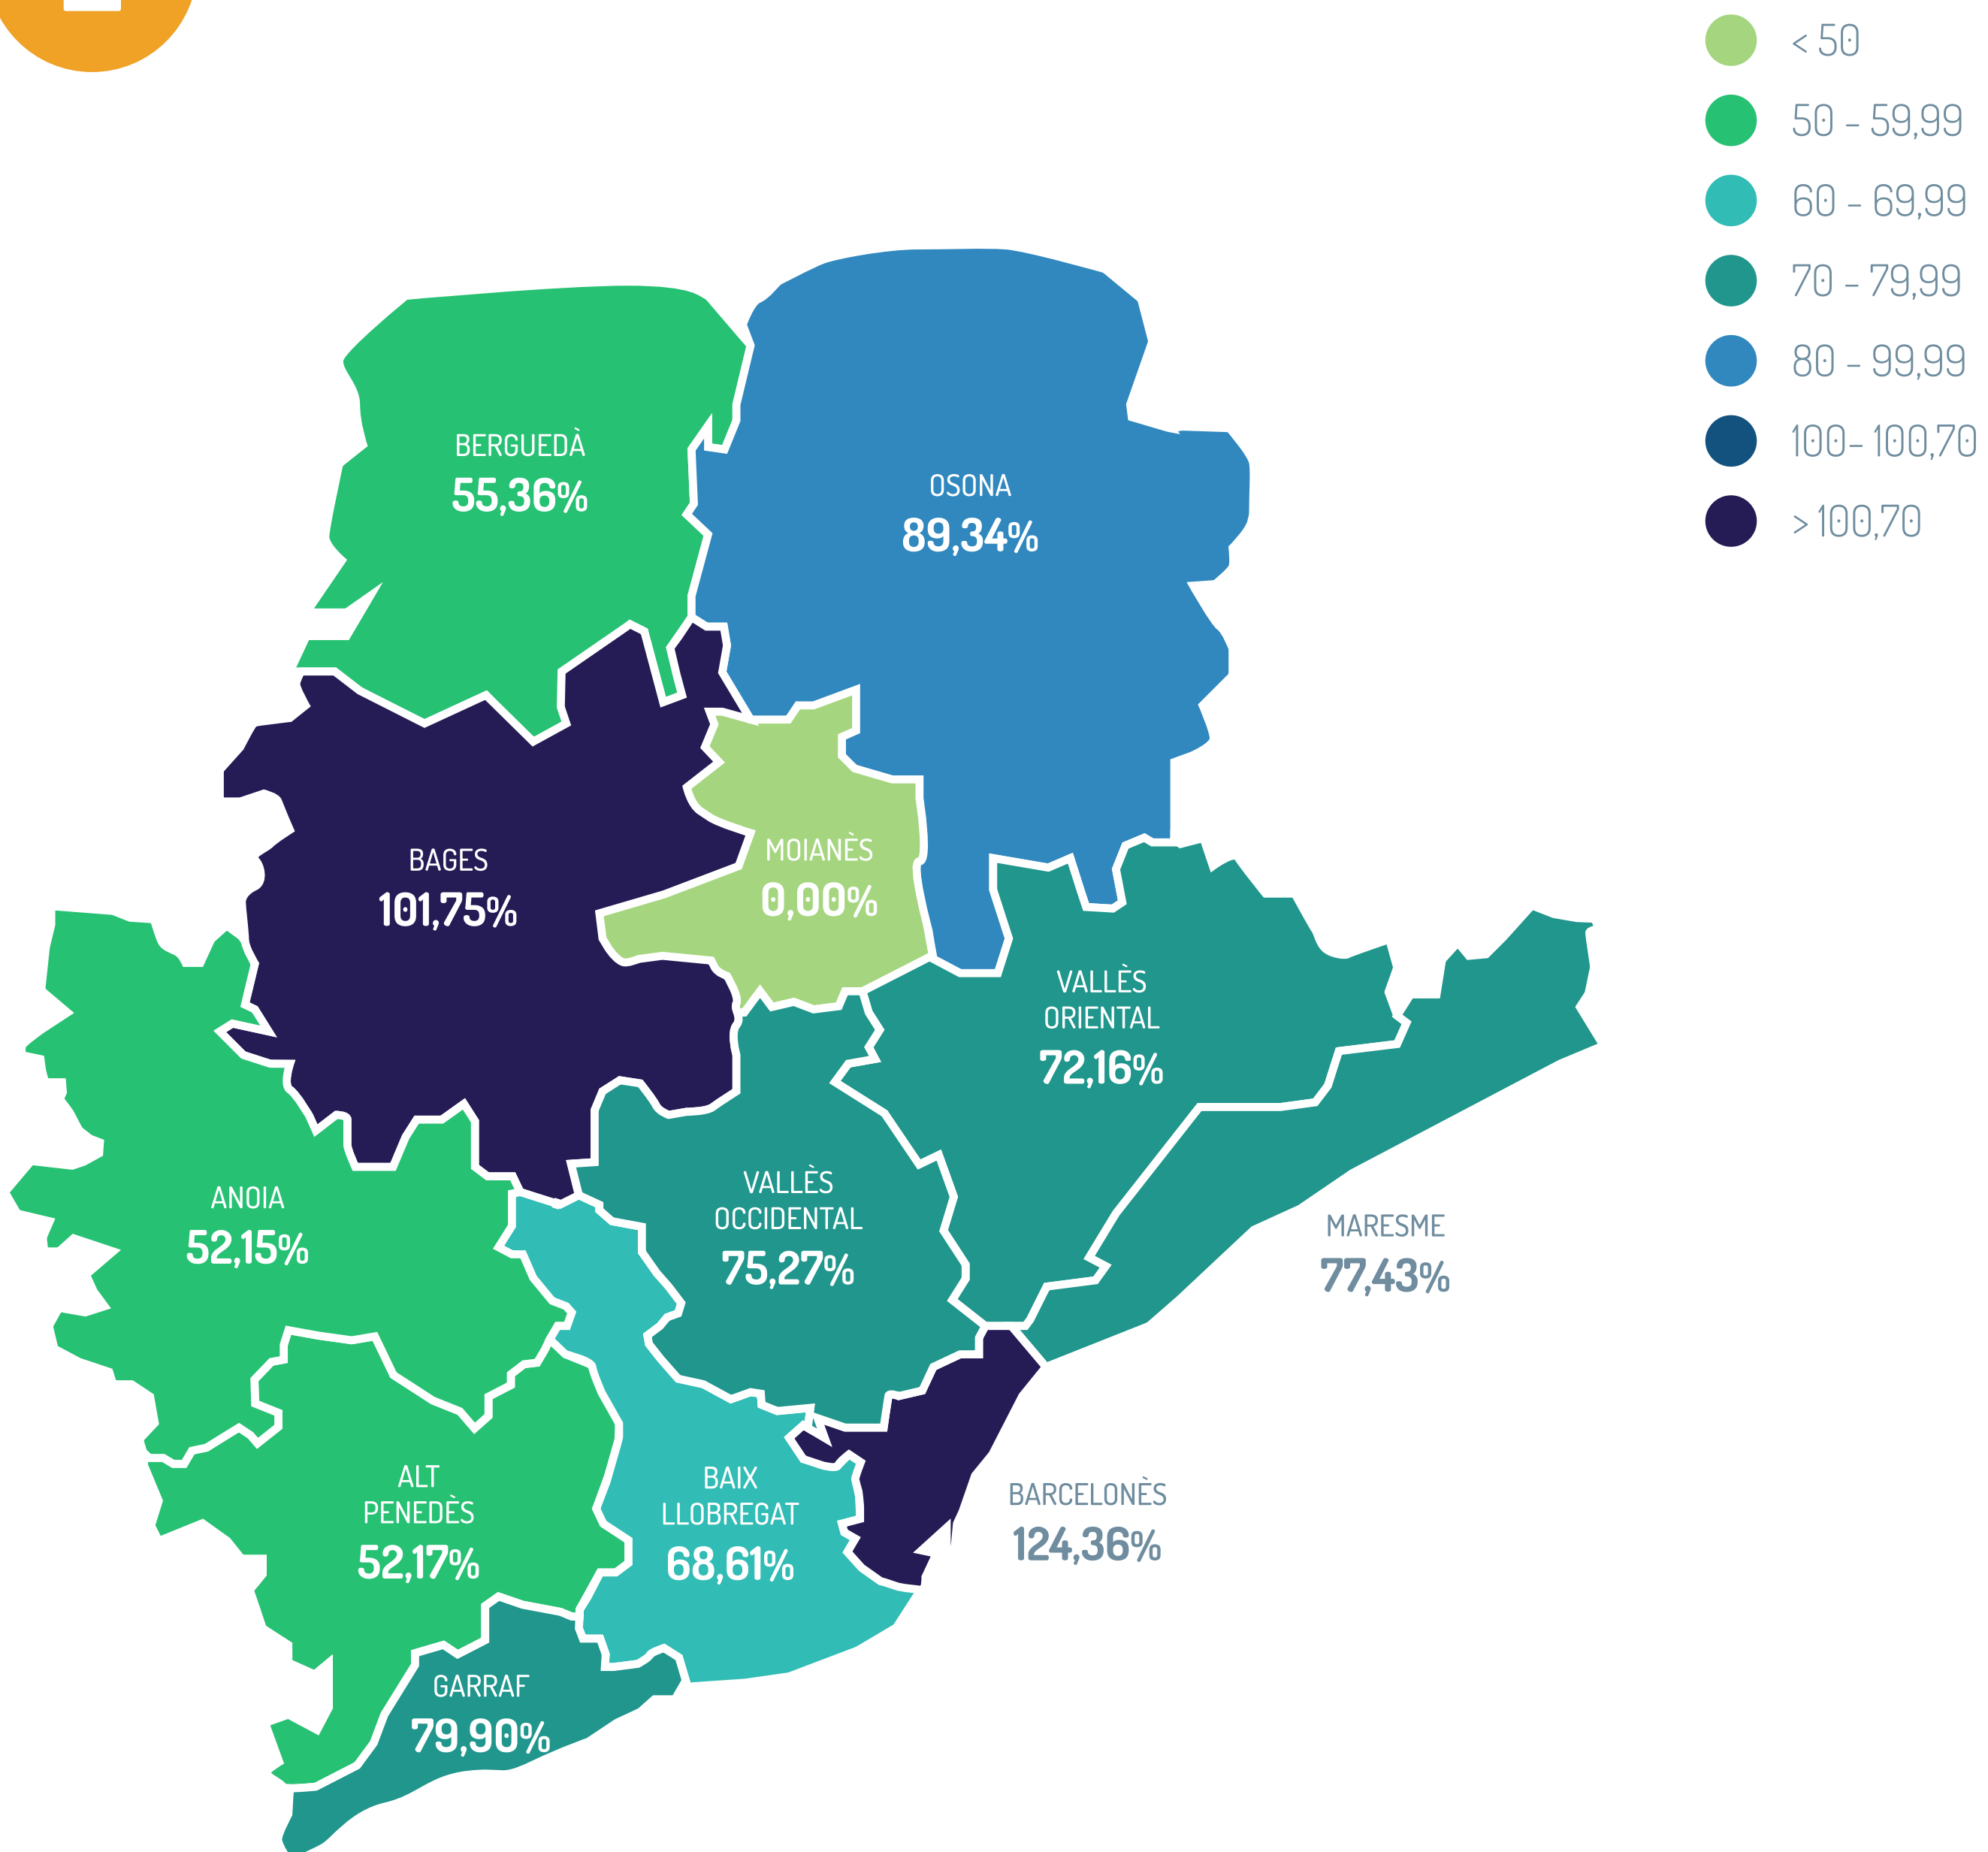 < 50
50 - 59,99
60 - 69,99
70 - 79,99
80 - 99,99
100- 100,70
> 100,70
BERGUEDÀ
55,36%
OSONA
89,34%
BAGES
101,75%
MOIANÈS
0,00%
VALLÈS
ORIENTAL
72,16%
ANOIA
52,15%
VALLÈS
OCCIDENTAL
75,27%
MARESME
77,43%
ALT
PENEDÈS
52,17%
BAIX
LLOBREGAT
68,61%
BARCELONÈS
124,36%
GARRAF
79,90%